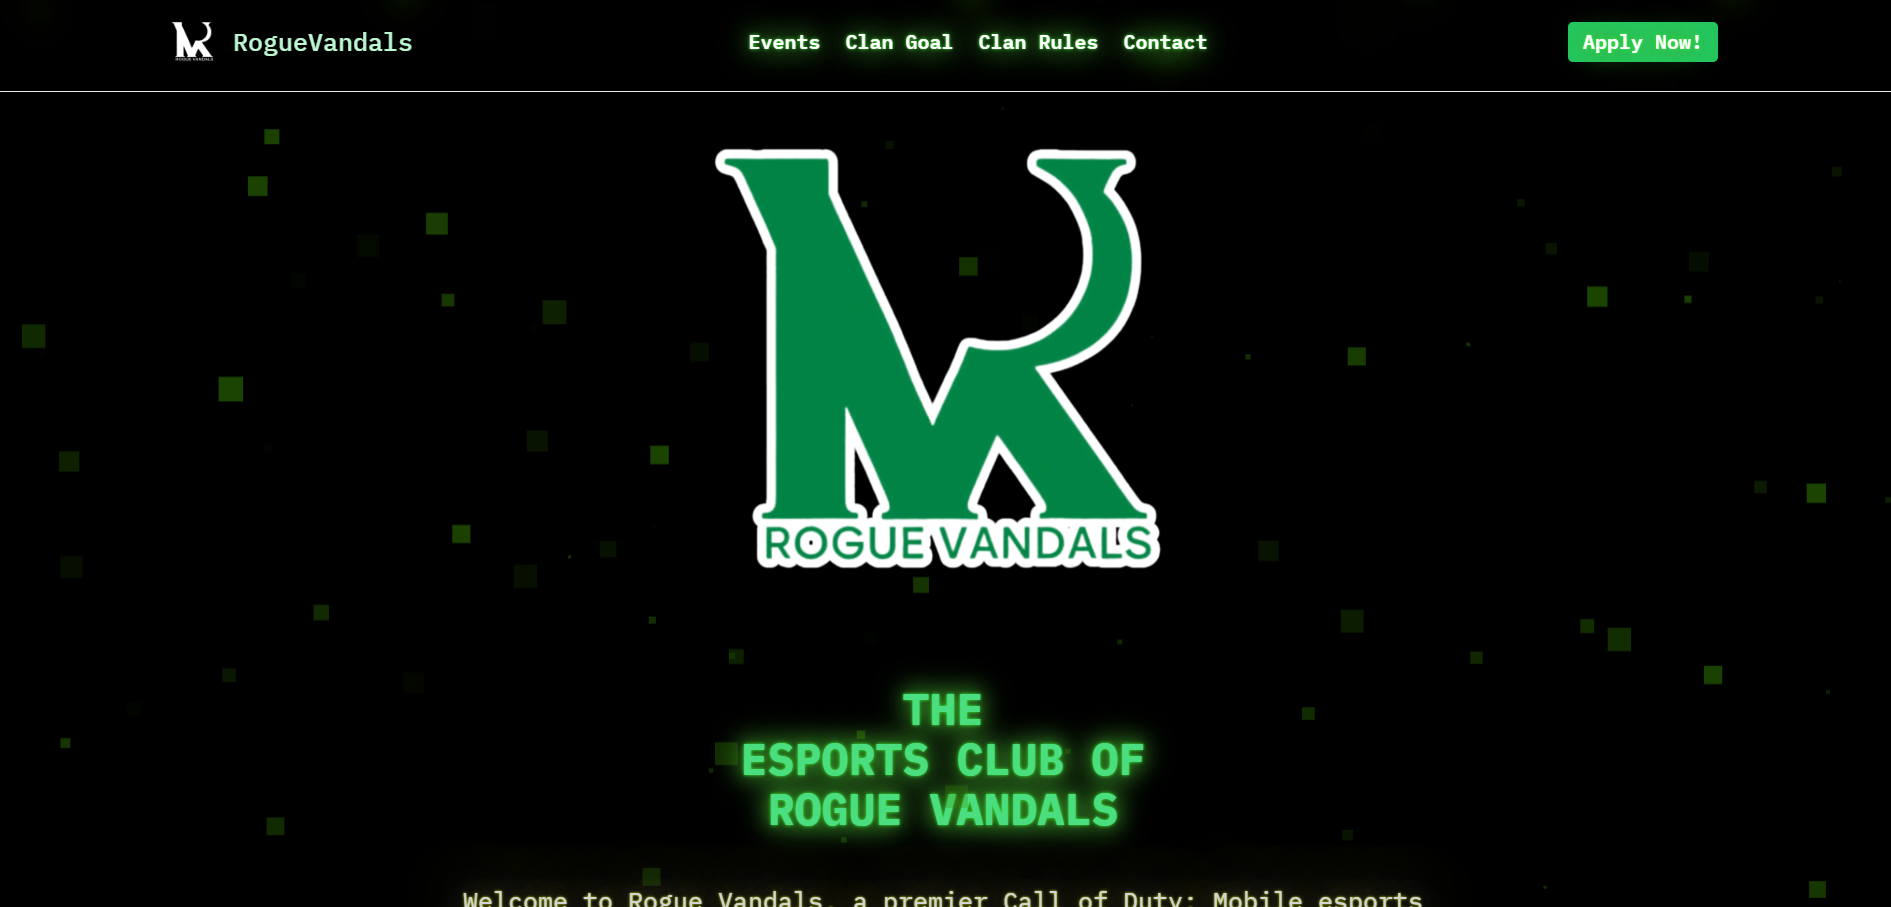 RogueVandals
Events Clan Goal Clan Rules Contact
Apply Now!
ROGUE VANDALS
THE
ESPORTS CLUB OF
ROGUE VANDALS
Welcome to Rogue Vandals, a premier Call of Duty: Mobile esports